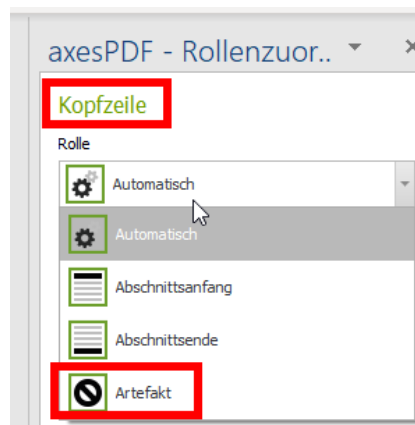 axesPDF - Rollenzuor..
Kopfzeile
Rolle
Automatisch
Automatisch
Abschnittsanfang
Abschnittsende
Artefakt